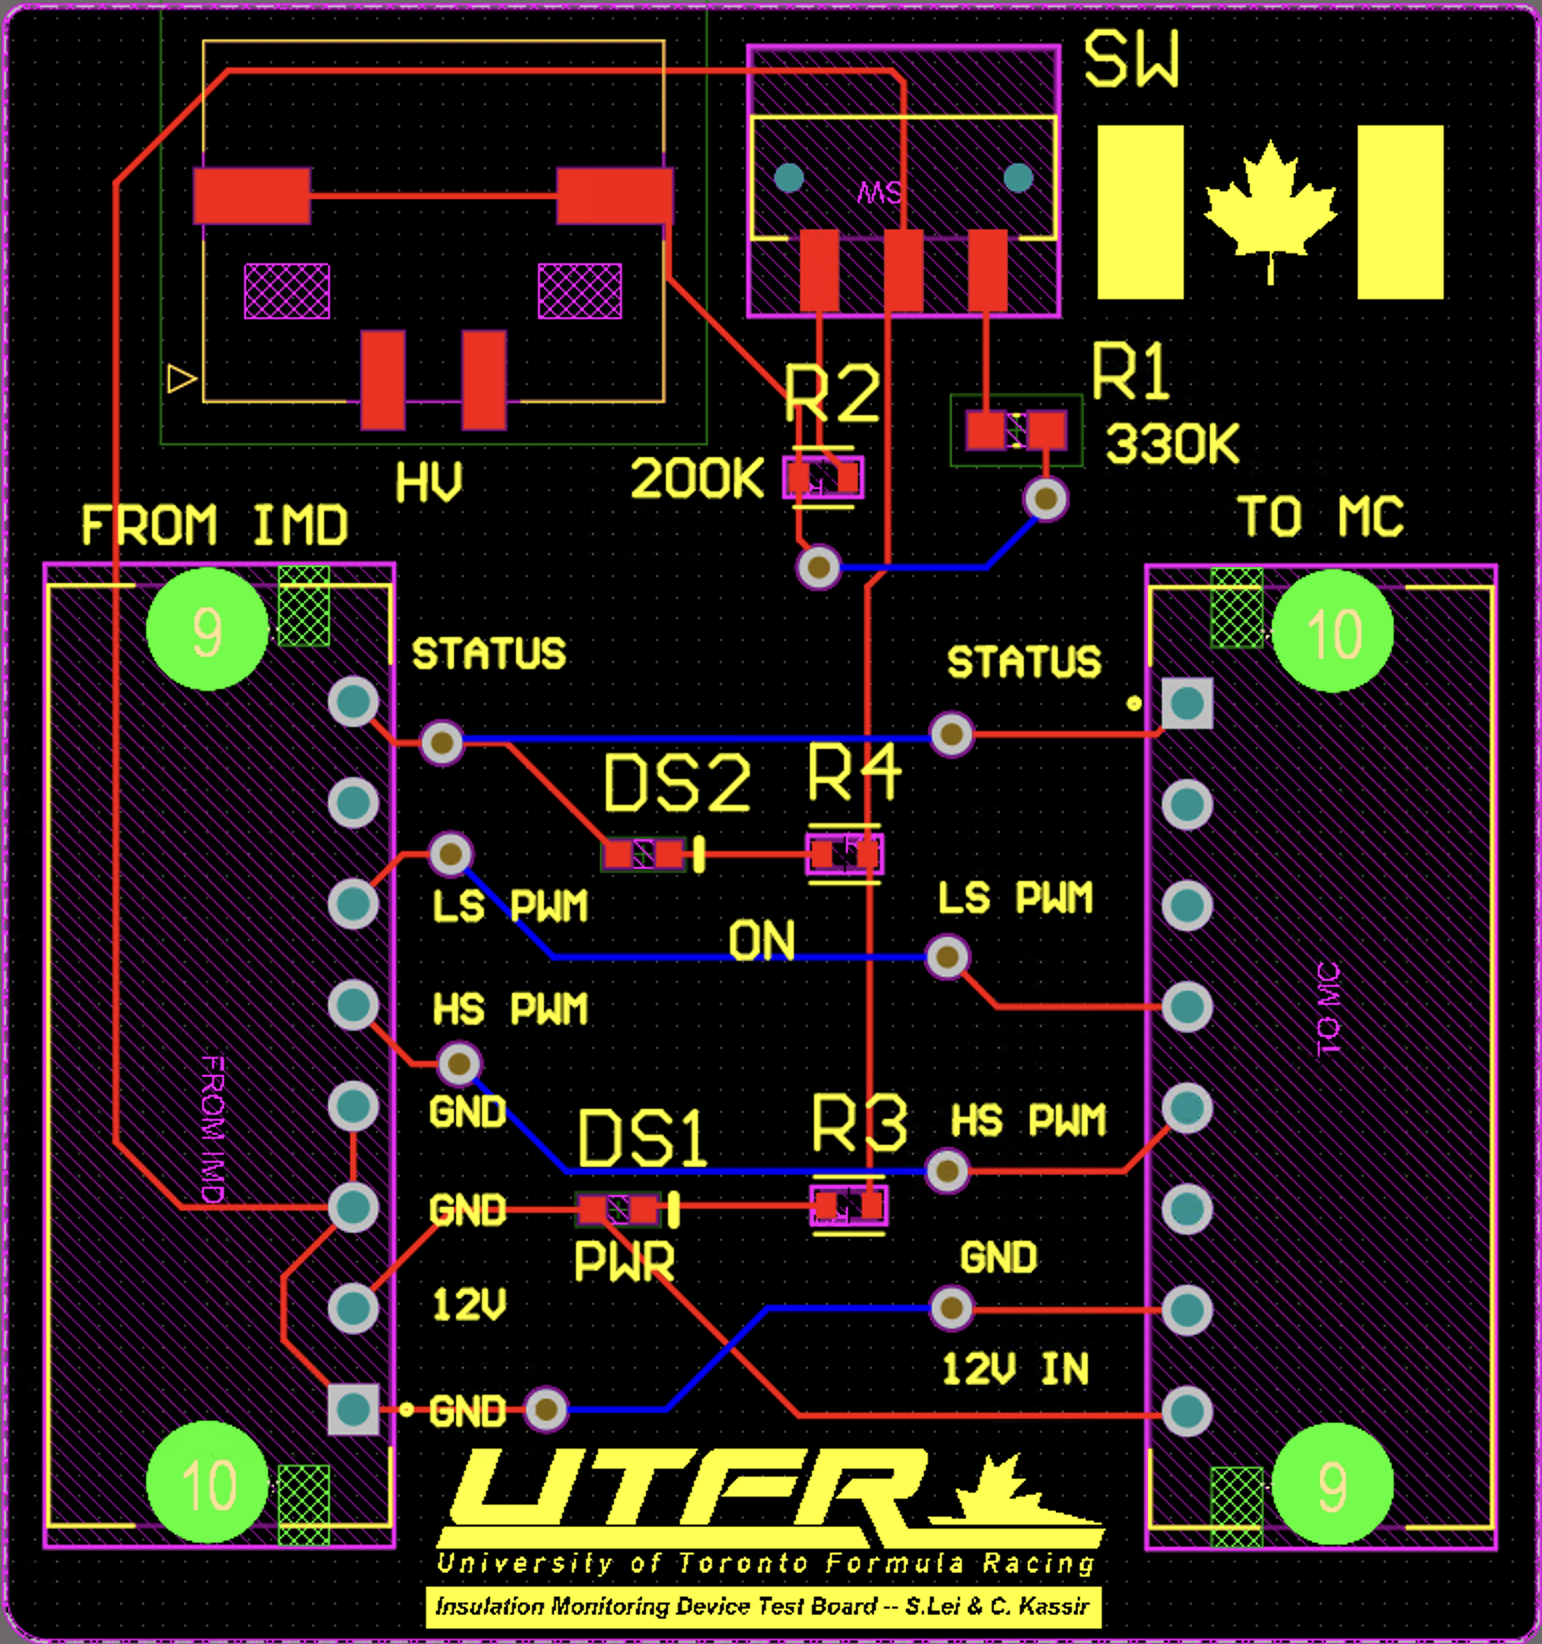 SW
SW
R2
R1
330K
200K
HV
FROM IMD
TO MC
9
10
STATUS
STATUS
DS2
R4
LS PWM
LS PWM
ON
TO MC
HS PWM
FROM IMD
GND
DS1
R3
HS PWM
GND
PWR
GND
12V
12V IN
GND
10
9
UTFR
University of Toronto Formula Racing
Insulation Monitoring Device Test Board -- S.Lei & C. Kassir